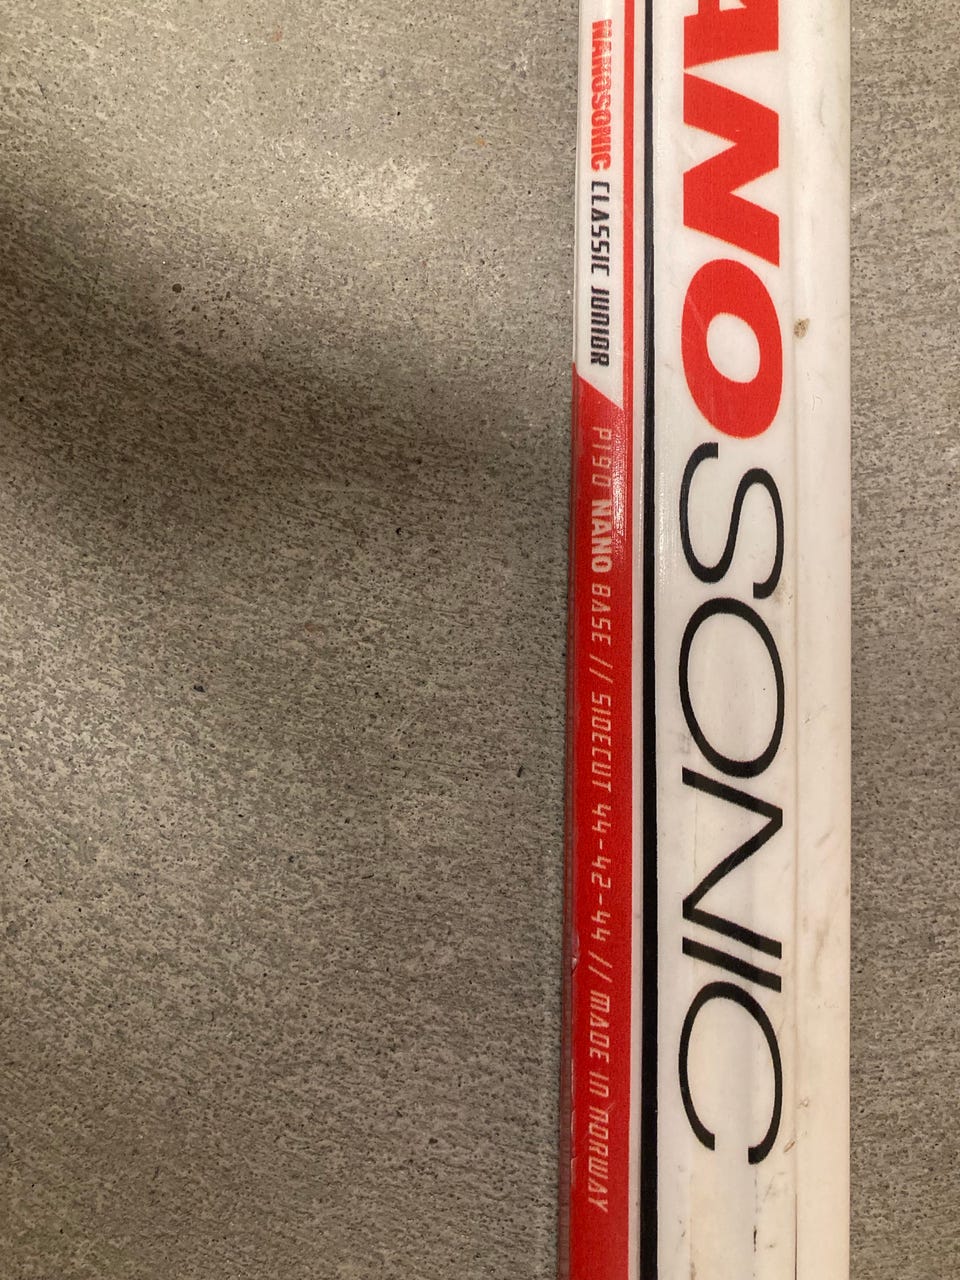 ANOSONIC
NANOSONIC CLASSIC JUNIOR
P190 NANO BASE // SIDECUT 44-42-44 // MADE IN NORWAY